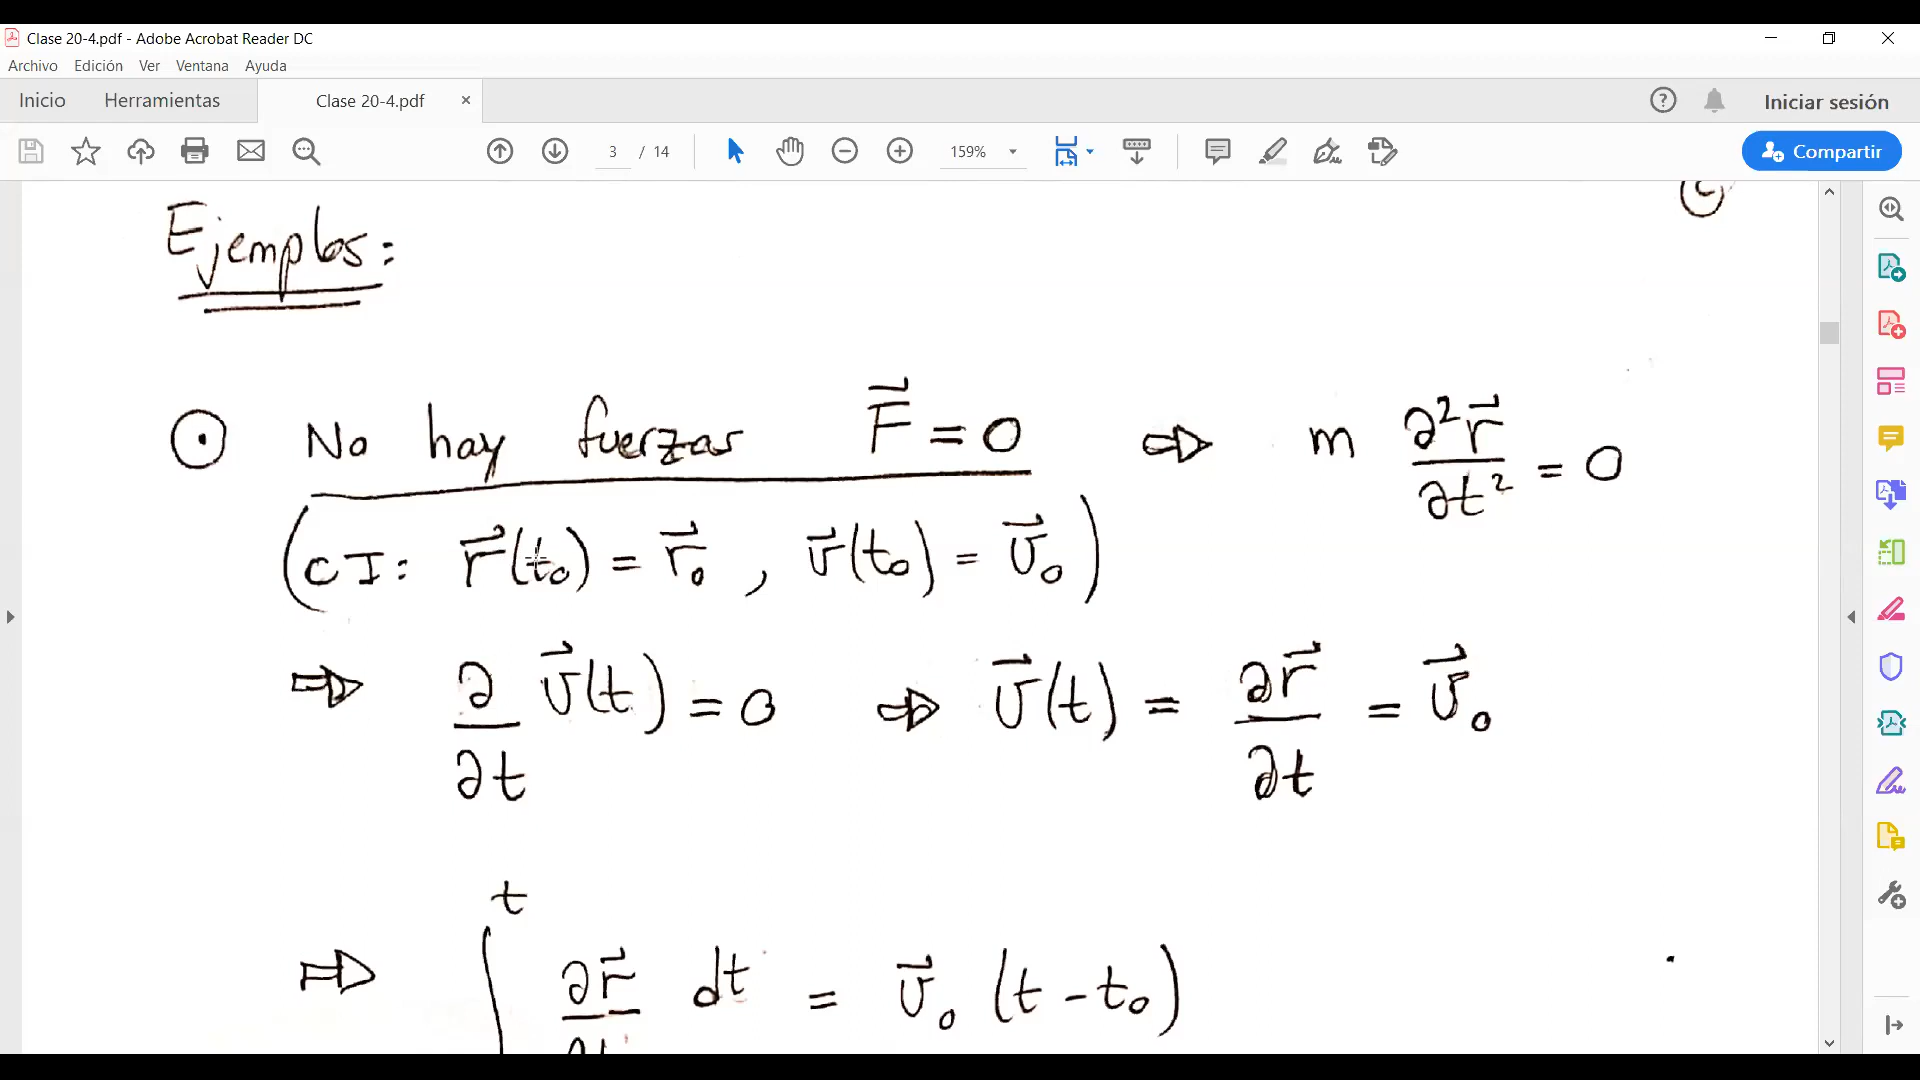 Clase 20-4.pdf - Adobe Acrobat Reader DC
Archivo Edición Ver Ventana Ayuda
Inicio Herramientas Clase 20-4.pdf × Iniciar sesión
3 / 14 159% Compartir
Ejemplos:
⊙ No hay fuerzas F⃗ = 0 ⇒ m ∂²r⃗/∂t² = 0
(CI: r⃗(t₀) = r⃗₀ , v⃗(t₀) = v⃗₀)
⇒ ∂/∂t v⃗(t) = 0 ⇒ v⃗(t) = ∂r⃗/∂t = v⃗₀
⇒ ∫ᵗ ∂r⃗/∂t dt = v⃗₀ (t - t₀)